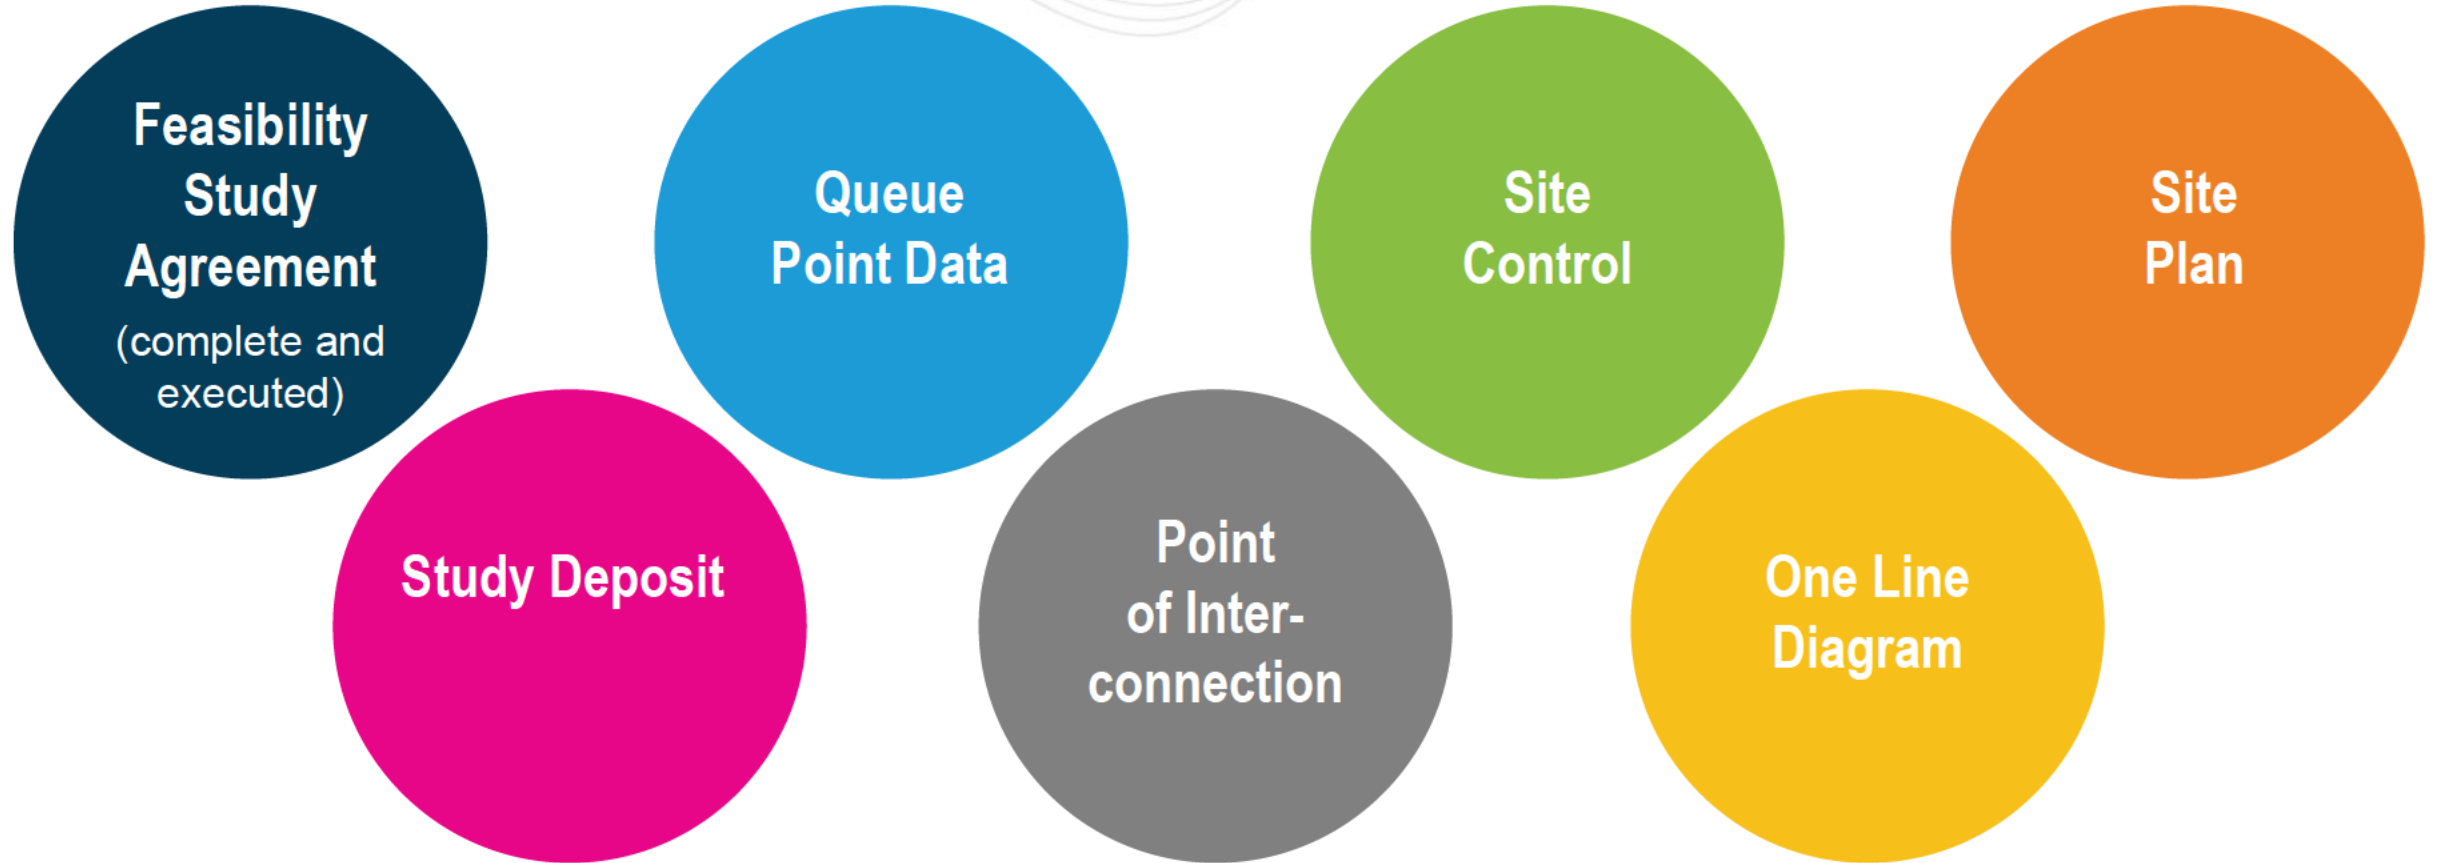 Feasibility
Study
Agreement
(complete and
executed)
Study Deposit
Queue
Point Data
Point
of Inter-
connection
Site
Control
One Line
Diagram
Site
Plan